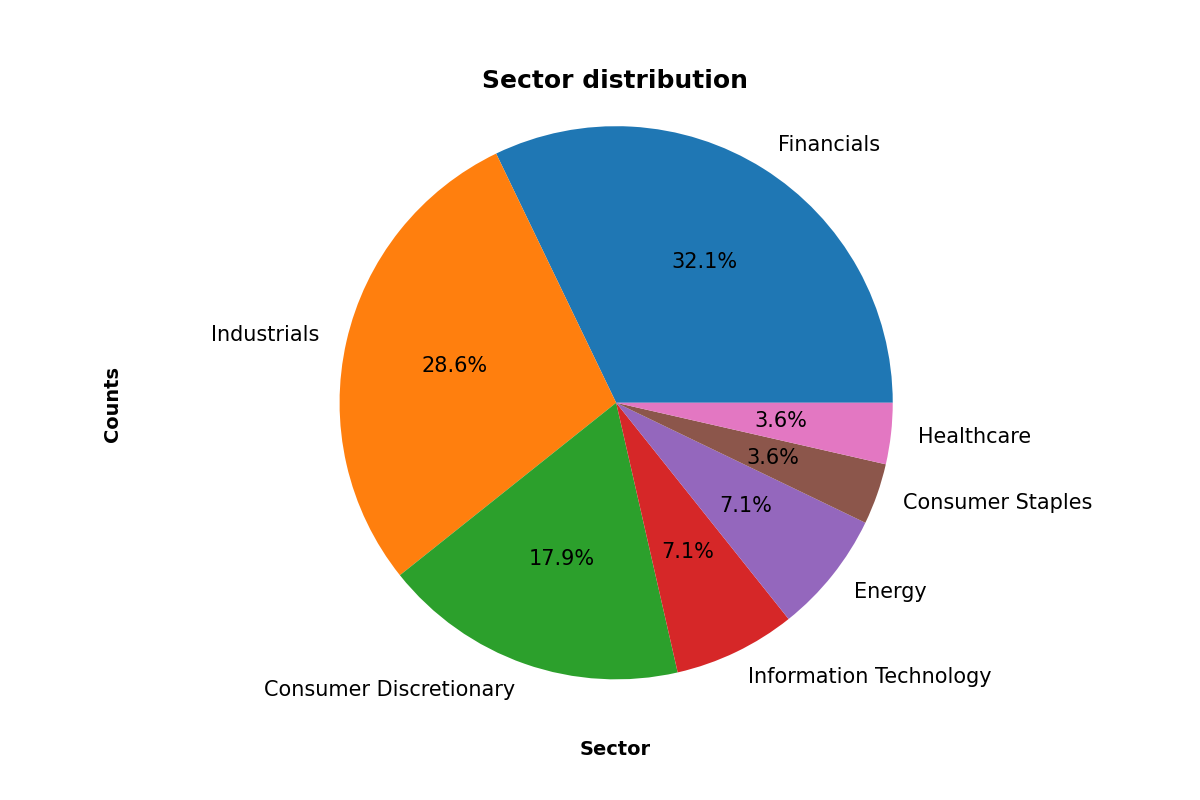 Sector distribution
Financials
32.1%
Industrials
28.6%
Counts
3.6%
Healthcare
3.6%
Consumer Staples
7.1%
Energy
7.1%
17.9%
Information Technology
Consumer Discretionary
Sector